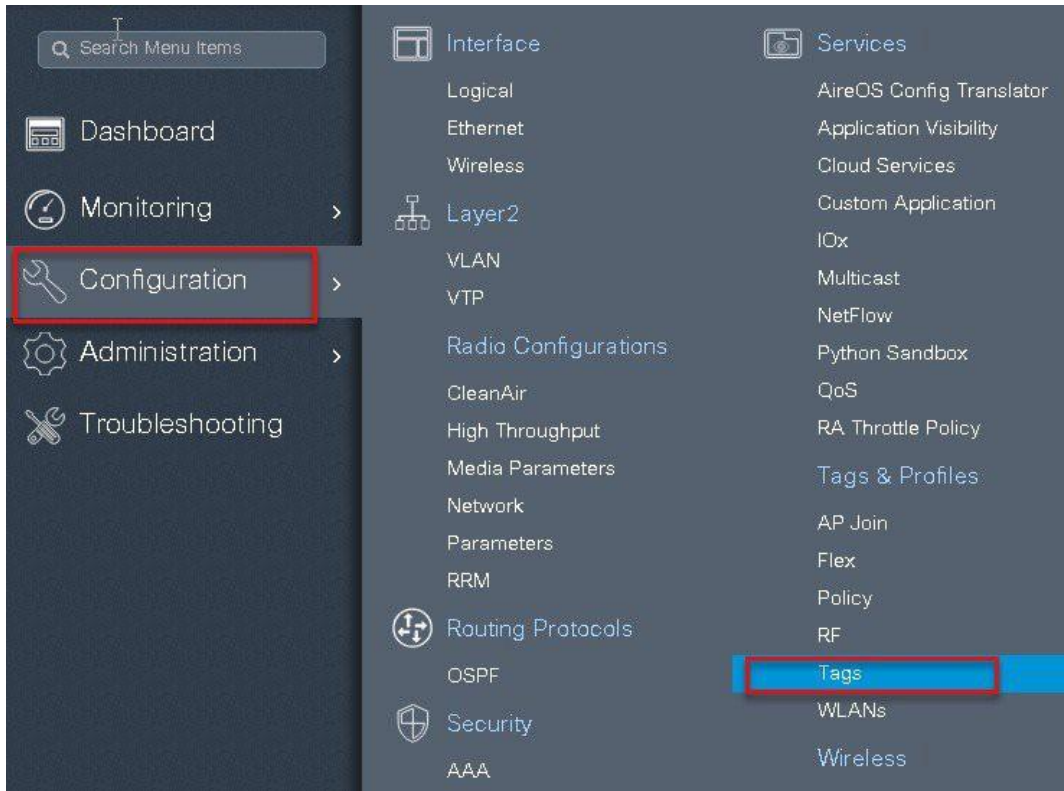 Search Menu Items
Dashboard
Monitoring
Configuration
Administration
Troubleshooting
Interface
Logical
Ethernet
Wireless
Layer2
VLAN
VTP
Radio Configurations
CleanAir
High Throughput
Media Parameters
Network
Parameters
RRM
Routing Protocols
OSPF
Security
AAA
Services
AireOS Config Translator
Application Visibility
Cloud Services
Custom Application
IOx
Multicast
NetFlow
Python Sandbox
QoS
RA Throttle Policy
Tags & Profiles
AP Join
Flex
Policy
RF
Tags
WLANs
Wireless